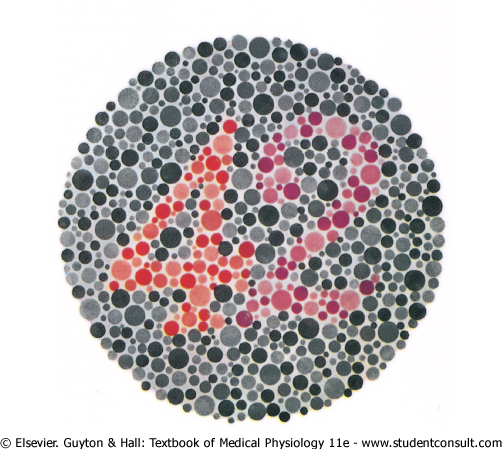 42
© Elsevier. Guyton & Hall: Textbook of Medical Physiology 11e - www.studentconsult.com